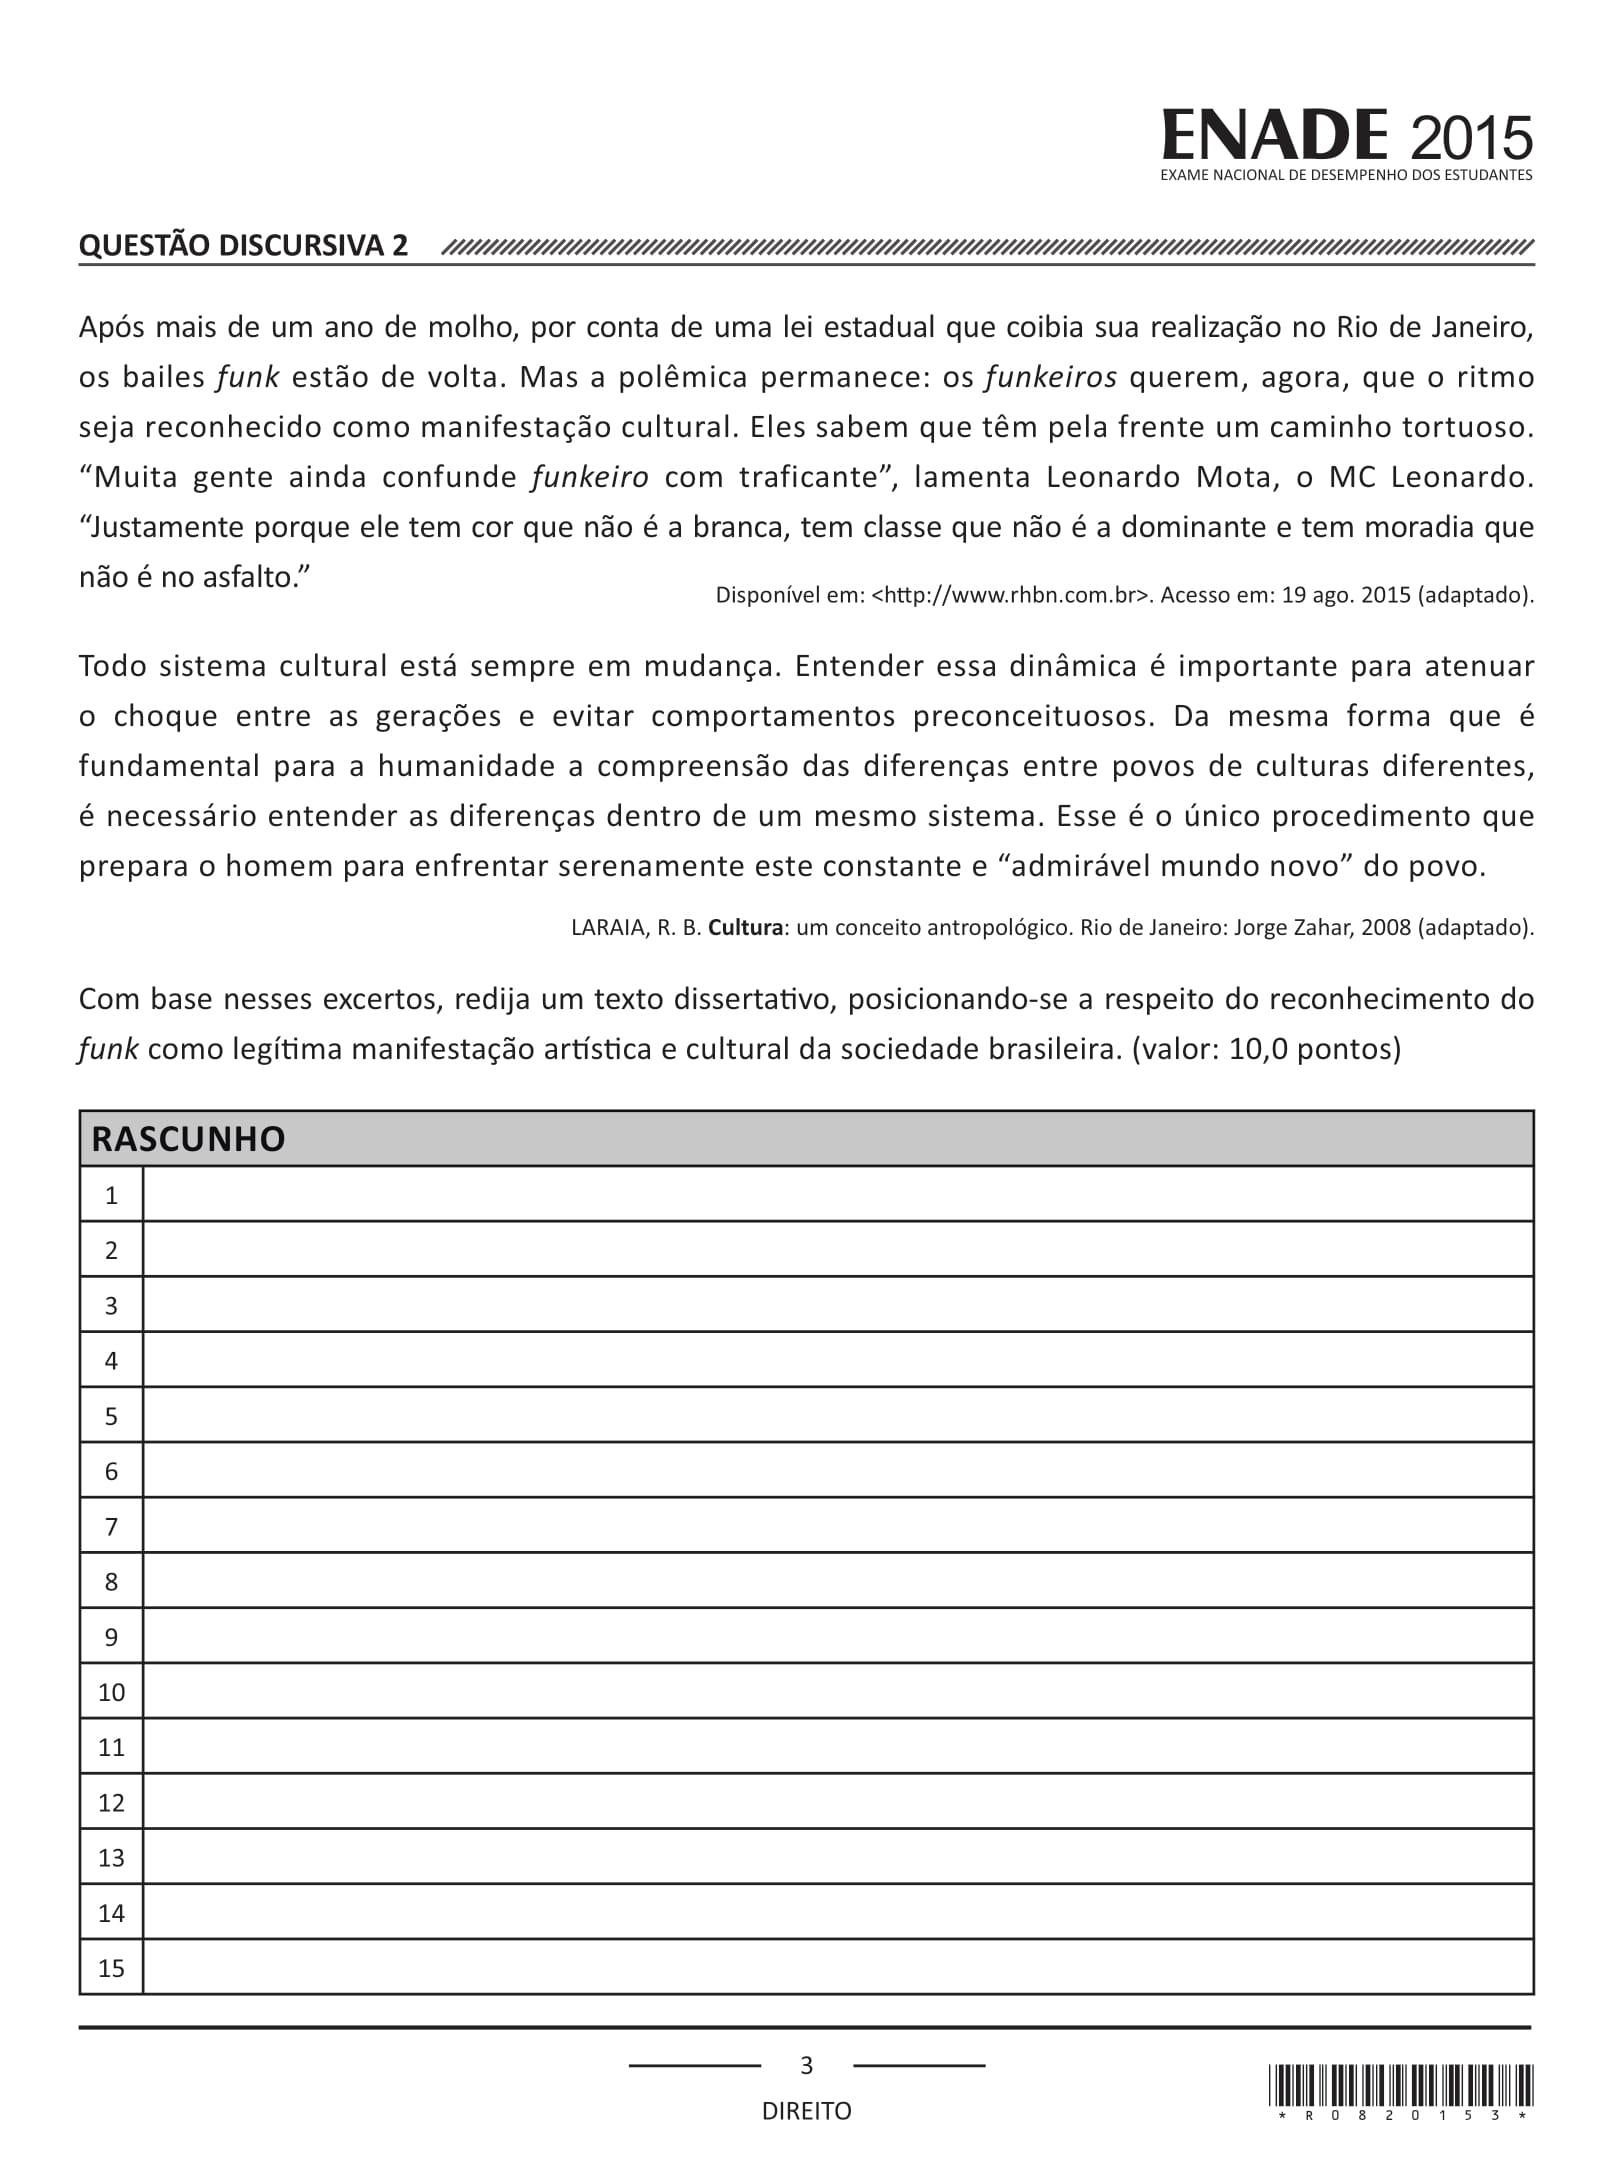 ENADE 2015
EXAME NACIONAL DE DESEMPENHO DOS ESTUDANTES
QUESTÃO DISCURSIVA 2
Após mais de um ano de molho, por conta de uma lei estadual que coibia sua realização no Rio de Janeiro,
os bailes funk estão de volta. Mas a polêmica permanece: os funkeiros querem, agora, que o ritmo
seja reconhecido como manifestação cultural. Eles sabem que têm pela frente um caminho tortuoso.
“Muita gente ainda confunde funkeiro com traficante”, lamenta Leonardo Mota, o MC Leonardo.
“Justamente porque ele tem cor que não é a branca, tem classe que não é a dominante e tem moradia que
não é no asfalto.”
Disponível em: <http://www.rhbn.com.br>. Acesso em: 19 ago. 2015 (adaptado).
Todo sistema cultural está sempre em mudança. Entender essa dinâmica é importante para atenuar
o choque entre as gerações e evitar comportamentos preconceituosos. Da mesma forma que é
fundamental para a humanidade a compreensão das diferenças entre povos de culturas diferentes,
é necessário entender as diferenças dentro de um mesmo sistema. Esse é o único procedimento que
prepara o homem para enfrentar serenamente este constante e “admirável mundo novo” do povo.
LARAIA, R. B. Cultura: um conceito antropológico. Rio de Janeiro: Jorge Zahar, 2008 (adaptado).
Com base nesses excertos, redija um texto dissertativo, posicionando-se a respeito do reconhecimento do
funk como legítima manifestação artística e cultural da sociedade brasileira. (valor: 10,0 pontos)
RASCUNHO
1
2
3
4
5
6
7
8
9
10
11
12
13
14
15
3
DIREITO
*R0820153*